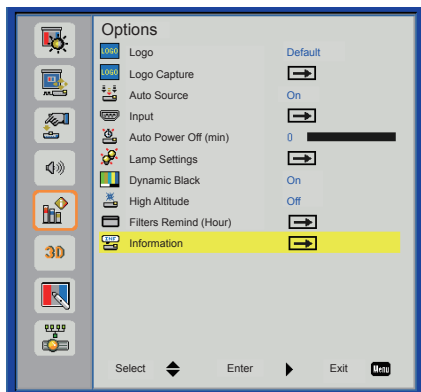 Options
LOGO Logo Default
LOGO Logo Capture
Auto Source On
Input
Auto Power Off (min) 0
Lamp Settings
Dynamic Black On
High Altitude Off
Filters Remind (Hour)
Information
3D
Select Enter Exit Menu